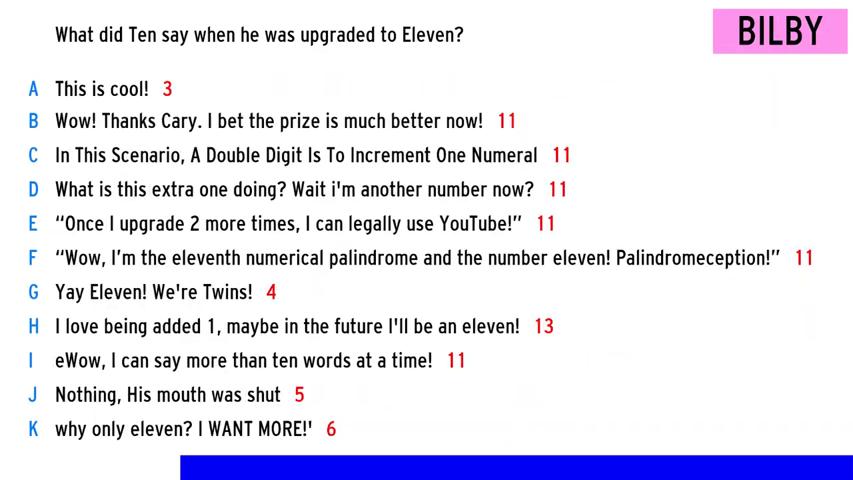 What did Ten say when he was upgraded to Eleven?
BILBY
A This is cool! 3
B Wow! Thanks Cary. I bet the prize is much better now! 11
C In This Scenario, A Double Digit Is To Increment One Numeral 11
D What is this extra one doing? Wait i'm another number now? 11
E “Once I upgrade 2 more times, I can legally use YouTube!” 11
F “Wow, I’m the eleventh numerical palindrome and the number eleven! Palindromeception!” 11
G Yay Eleven! We're Twins! 4
H I love being added 1, maybe in the future I'll be an eleven! 13
I eWow, I can say more than ten words at a time! 11
J Nothing, His mouth was shut 5
K why only eleven? I WANT MORE!' 6